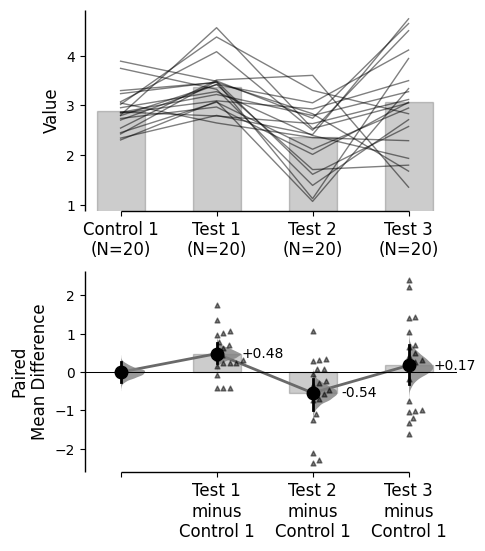 4
3
2
1
Value
Control 1 Test 1 Test 2 Test 3
(N=20) (N=20) (N=20) (N=20)
2
1
0
−1
−2
Paired
Mean Difference
+0.48
-0.54
+0.17
Test 1 Test 2 Test 3
minus minus minus
Control 1 Control 1 Control 1